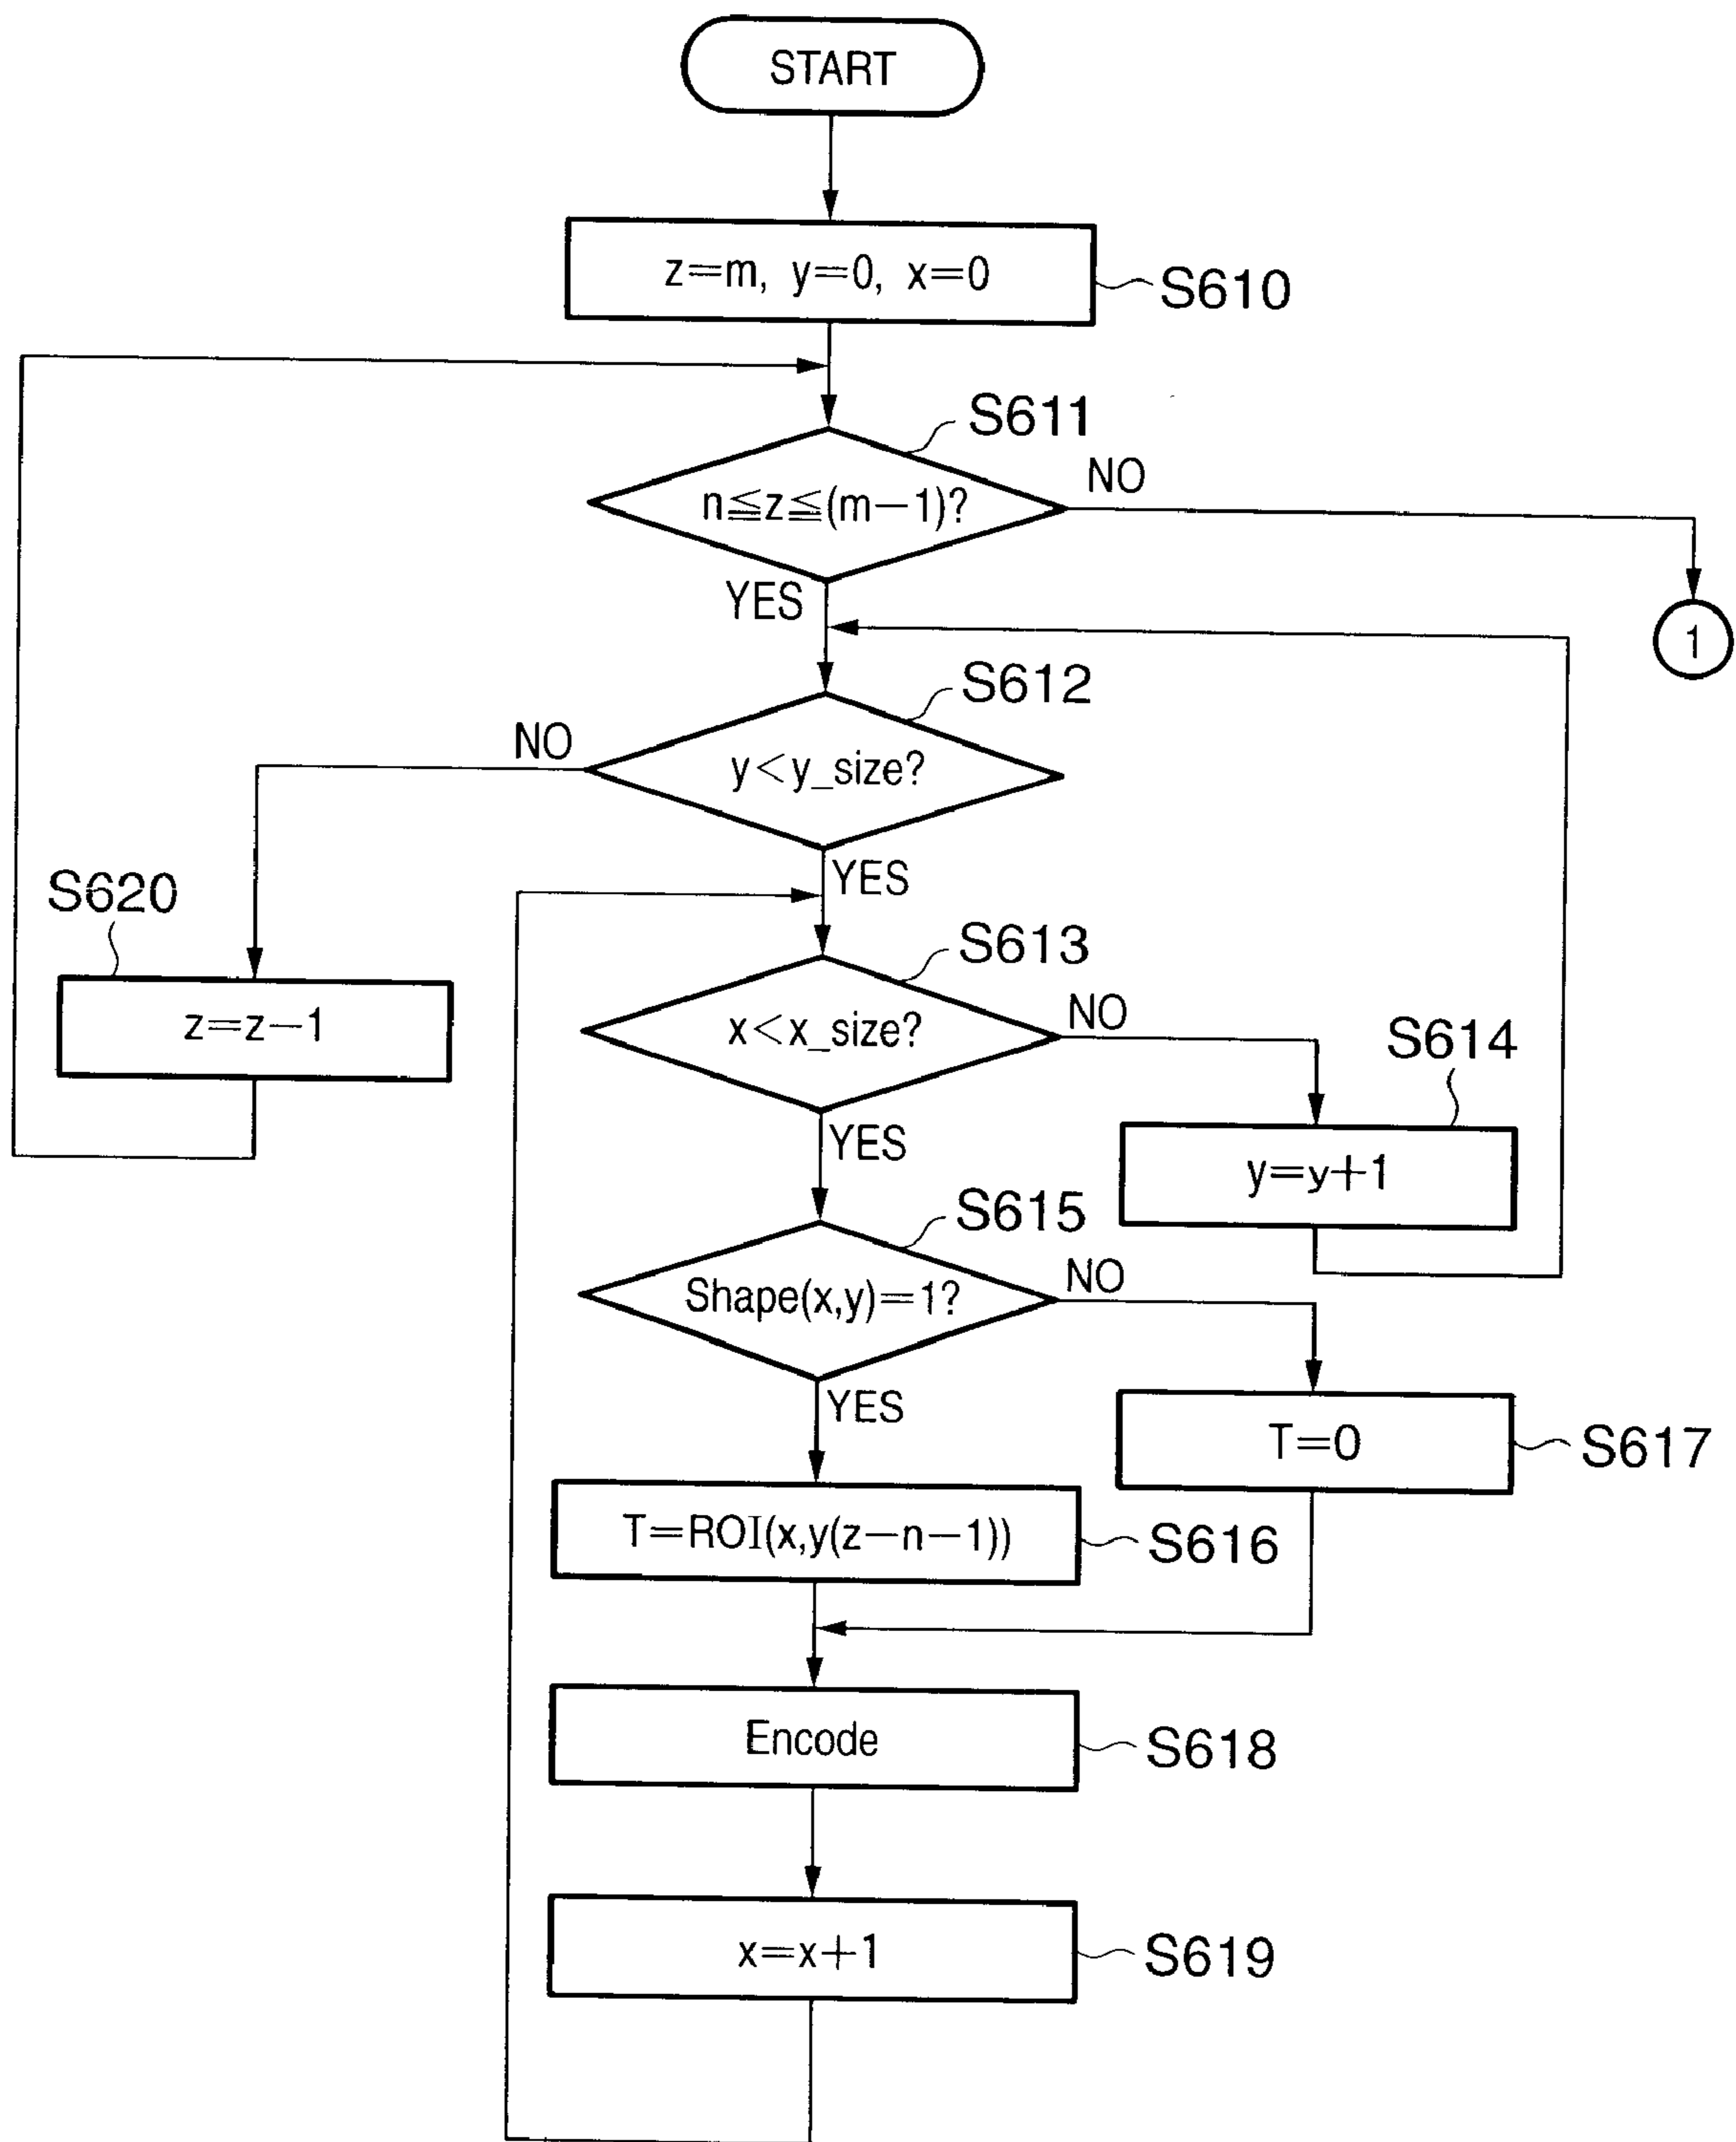 START
z=m, y=0, x=0
S610
S611
n≦z≦(m−1)?
NO
YES
1
S612
NO
y<y_size?
YES
S620
S613
z=z−1
x<x_size?
NO
S614
YES
y=y+1
S615
Shape(x,y)=1?
NO
YES
T=0
S617
T=ROI(x,y(z−n−1))
S616
Encode
S618
x=x+1
S619